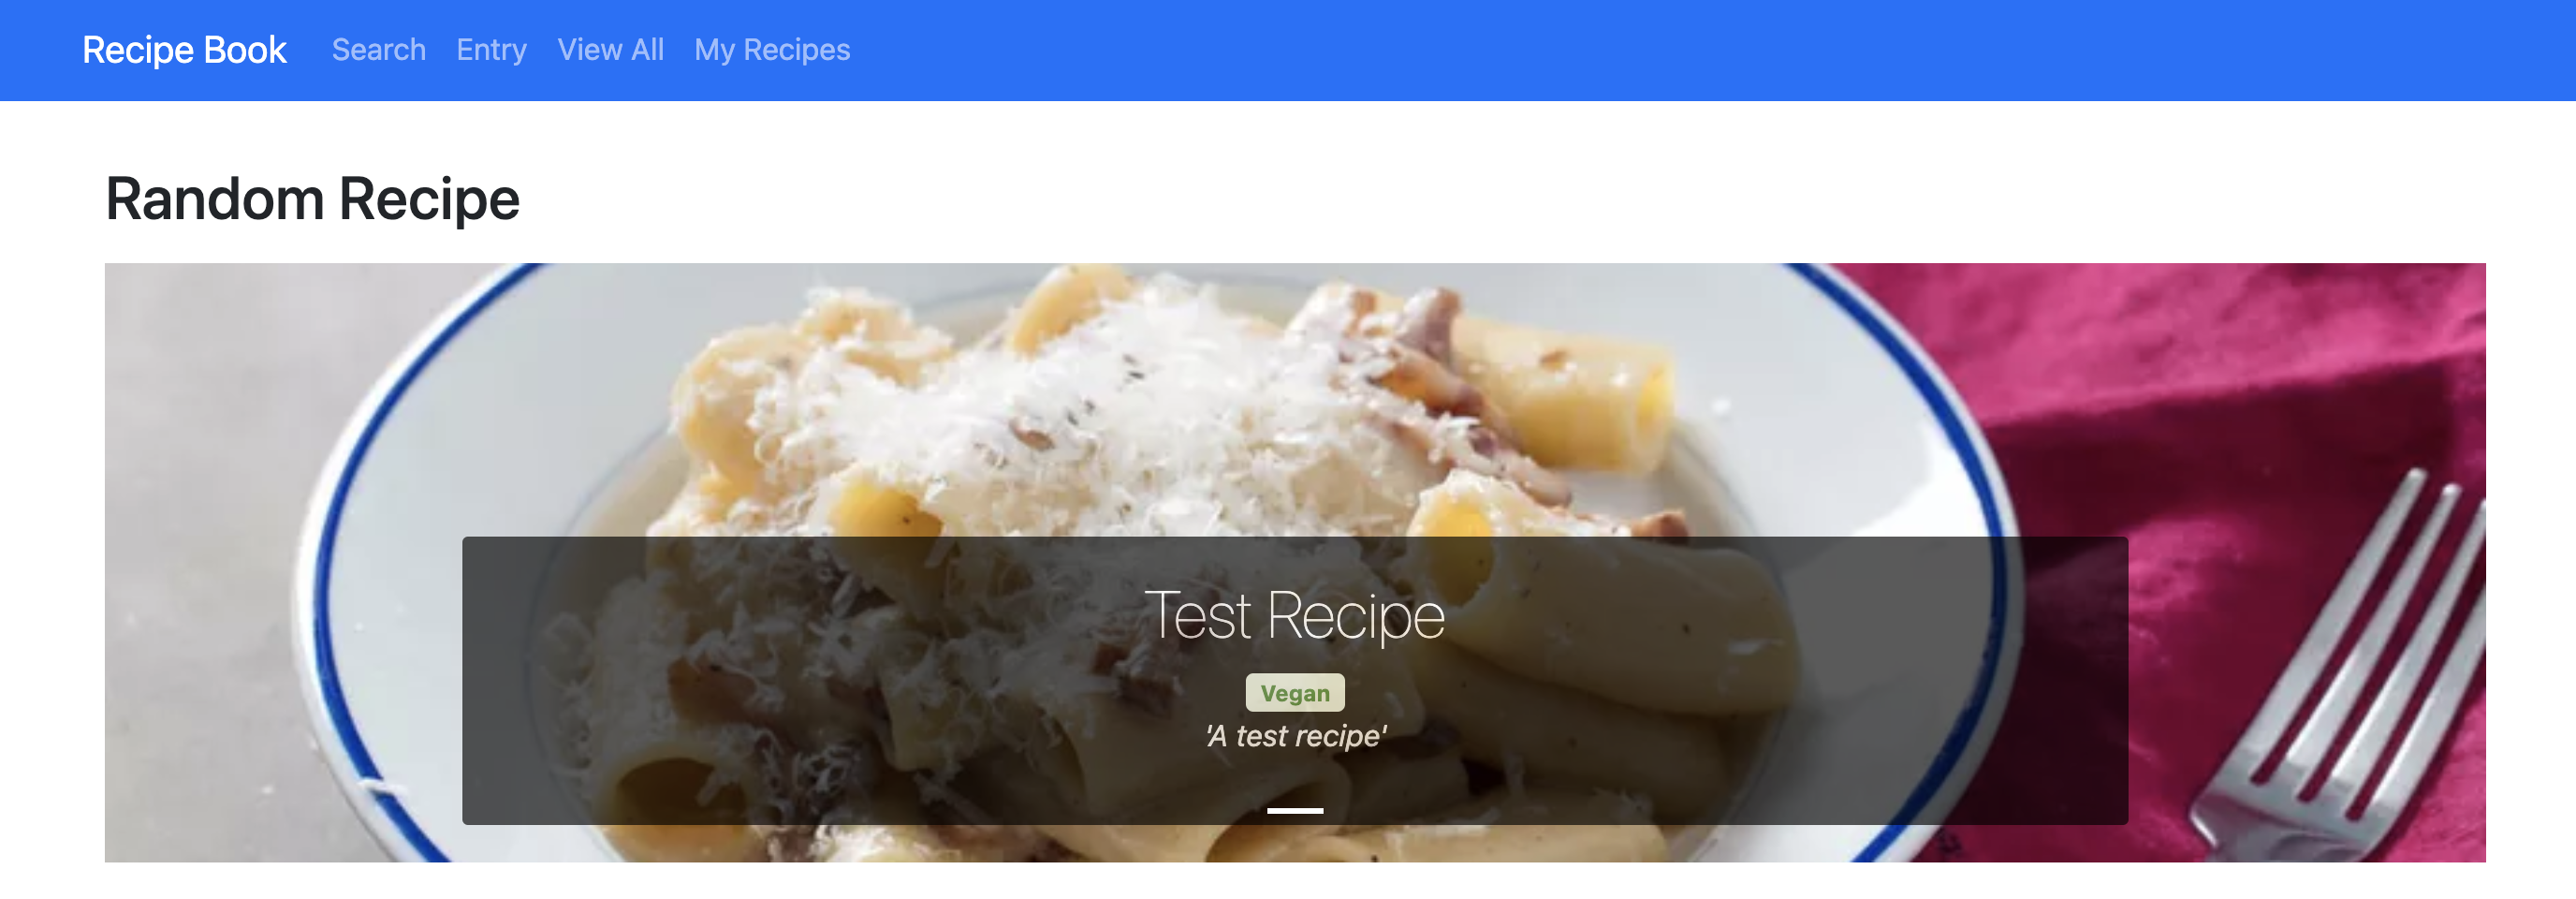 Recipe Book Search Entry View All My Recipes
Random Recipe
Test Recipe
Vegan
'A test recipe'